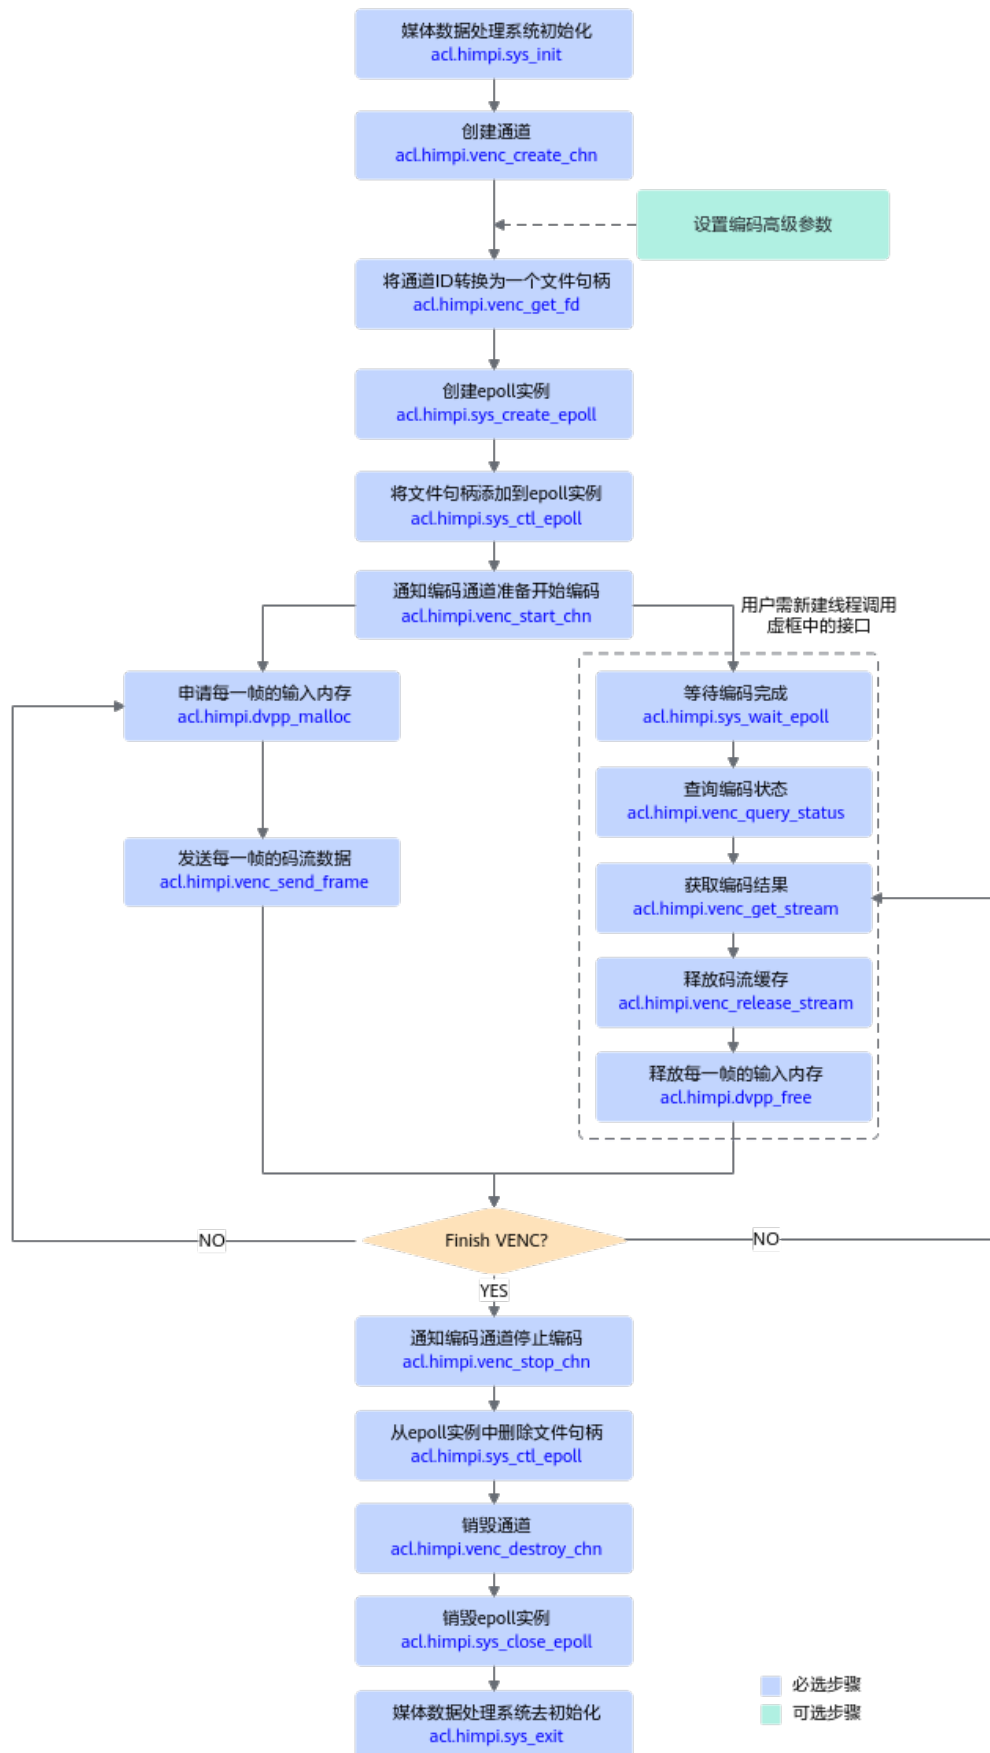 媒体数据处理系统初始化
acl.himpi.sys_init
创建通道
acl.himpi.venc_create_chn
设置编码高级参数
将通道ID转换为一个文件句柄
acl.himpi.venc_get_fd
创建epoll实例
acl.himpi.sys_create_epoll
将文件句柄添加到epoll实例
acl.himpi.sys_ctl_epoll
通知编码通道准备开始编码
acl.himpi.venc_start_chn
用户需新建线程调用
虚框中的接口
申请每一帧的输入内存
acl.himpi.dvpp_malloc
发送每一帧的码流数据
acl.himpi.venc_send_frame
等待编码完成
acl.himpi.sys_wait_epoll
查询编码状态
acl.himpi.venc_query_status
获取编码结果
acl.himpi.venc_get_stream
释放码流缓存
acl.himpi.venc_release_stream
释放每一帧的输入内存
acl.himpi.dvpp_free
NO
Finish VENC?
NO
YES
通知编码通道停止编码
acl.himpi.venc_stop_chn
从epoll实例中删除文件句柄
acl.himpi.sys_ctl_epoll
销毁通道
acl.himpi.venc_destroy_chn
销毁epoll实例
acl.himpi.sys_close_epoll
媒体数据处理系统去初始化
acl.himpi.sys_exit
必选步骤
可选步骤